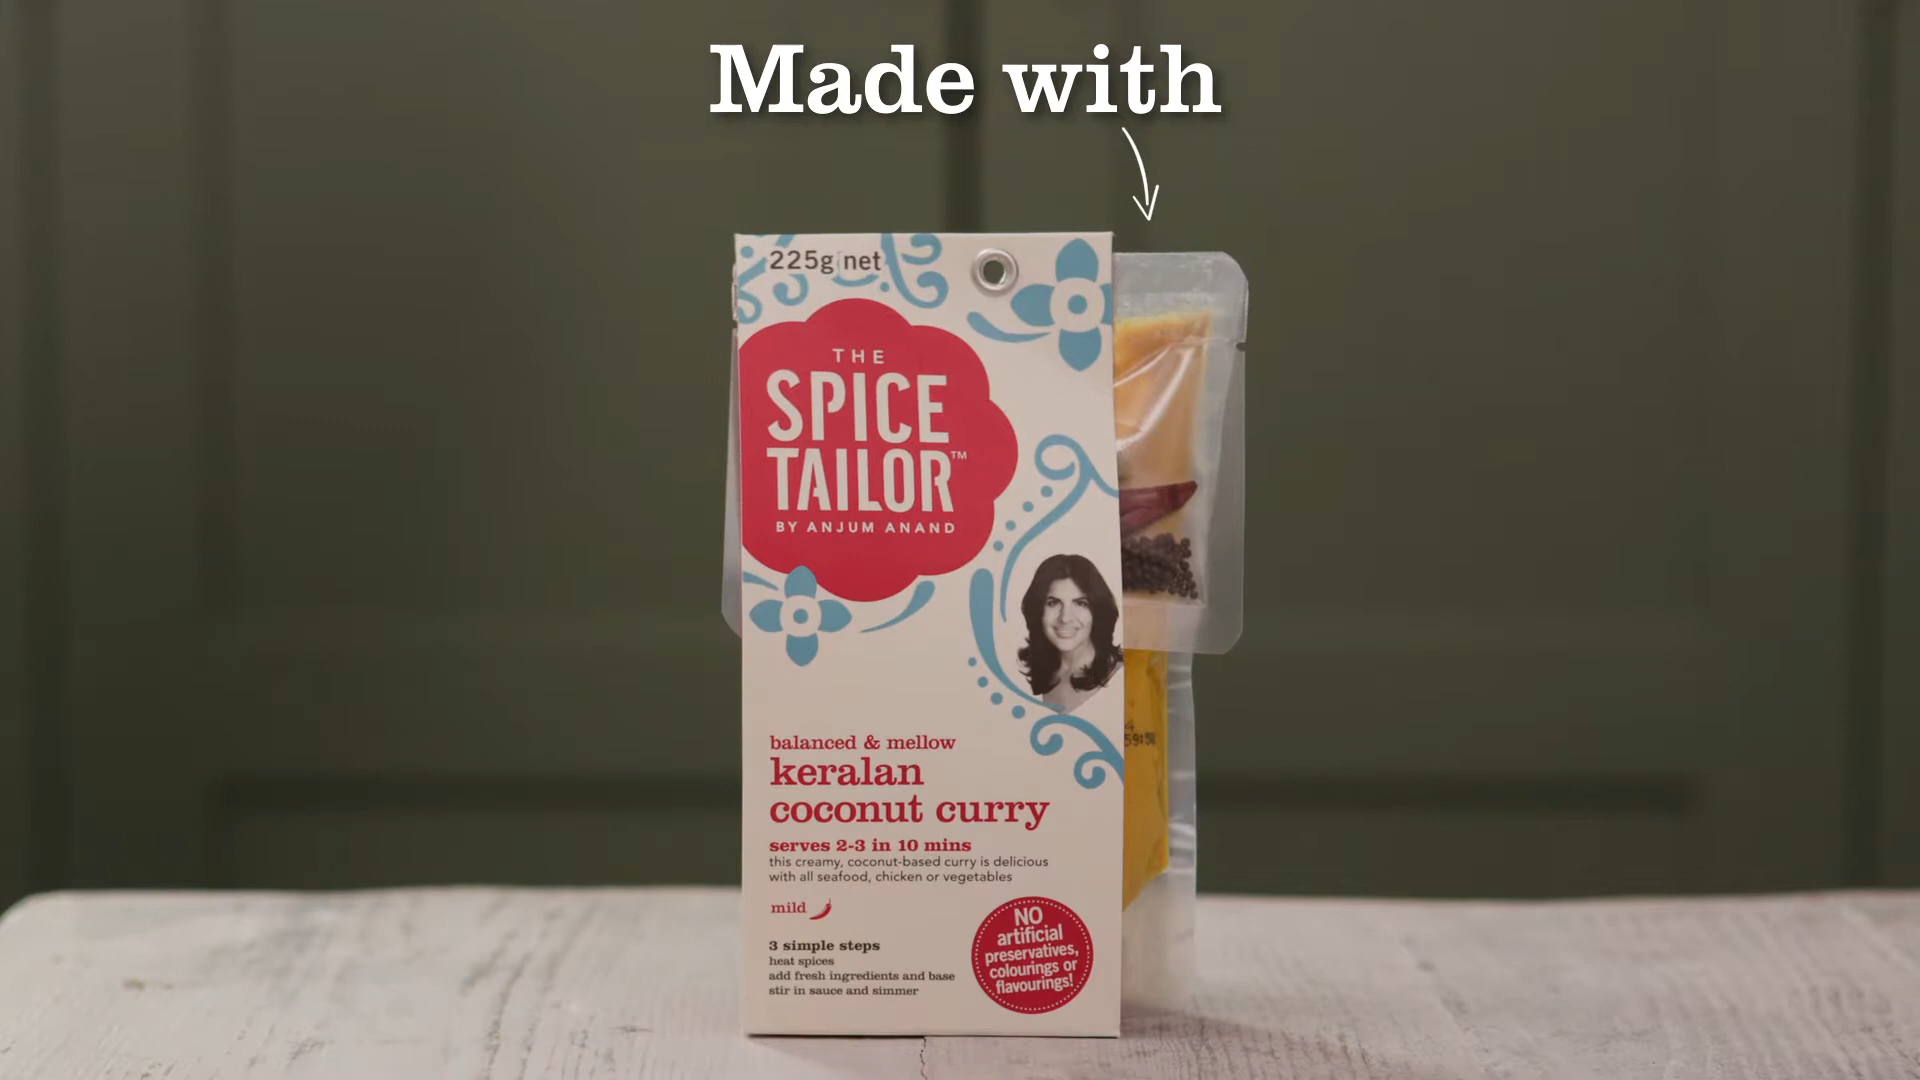 Made with
225g net
THE
SPICE
TAILOR™
BY ANJUM ANAND
balanced & mellow
keralan
coconut curry
serves 2-3 in 10 mins
this creamy, coconut-based curry is delicious
with all seafood, chicken or vegetables
mild
3 simple steps
heat spices
add fresh ingredients and base
stir in sauce and simmer
NO
artificial
preservatives,
colourings or
flavourings!